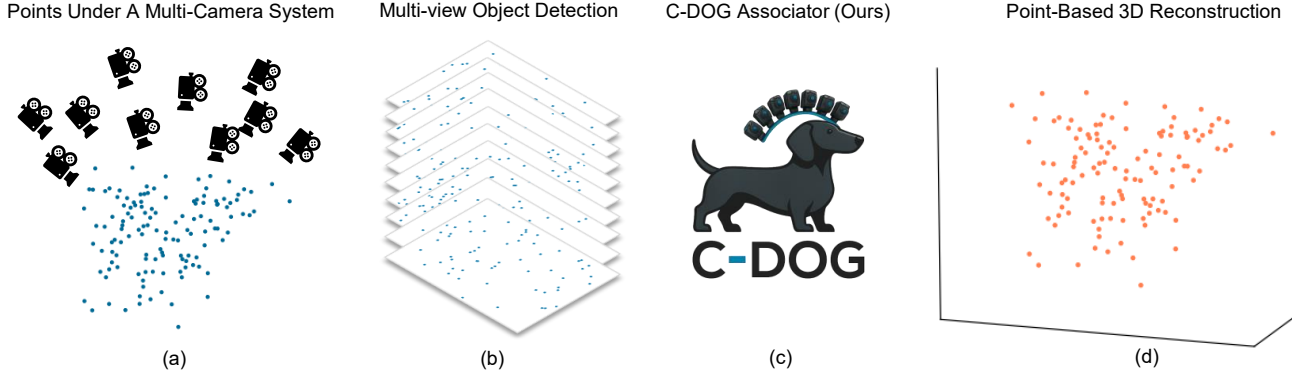 Points Under A Multi-Camera System
Multi-view Object Detection
C-DOG Associator (Ours)
Point-Based 3D Reconstruction
C-DOG
(a)
(b)
(c)
(d)